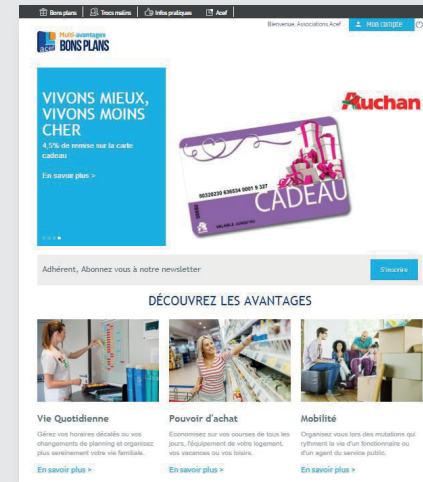 Bons plans
Trocs malins
Infos pratiques
Acef
Bienvenue Associations Acef
Mon compte
acef
Multi-avantages
BONS PLANS
VIVONS MIEUX,
VIVONS MOINS
CHER
4,5% de remise sur la carte
cadeau
En savoir plus >
Auchan
CADEAU
Adhérent, Abonnez vous à notre newsletter
S'inscrire
DÉCOUVREZ LES AVANTAGES
Vie Quotidienne
Gérez vos horaires décalés ou vos
changements de planning et organisez
plus sereinement votre vie familiale.
En savoir plus >
Pouvoir d'achat
Economisez sur vos courses de tous les
jours, l'équipement de votre logement,
vos vacances ou vos loisirs.
En savoir plus >
Mobilité
Organisez vous lors des mutations qui
rythment la vie d'un fonctionnaire ou
d'un agent du service public.
En savoir plus >